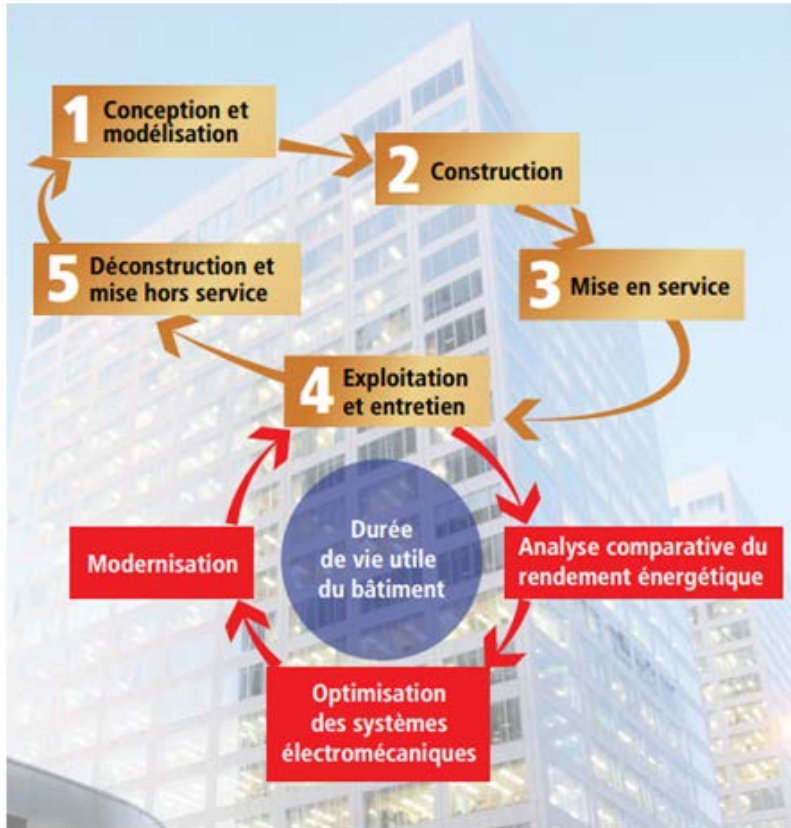 1 Conception et
modélisation
2 Construction
3 Mise en service
4 Exploitation
et entretien
5 Déconstruction et
mise hors service
Durée
de vie utile
du bâtiment
Analyse comparative du
rendement énergétique
Optimisation
des systèmes
électromécaniques
Modernisation